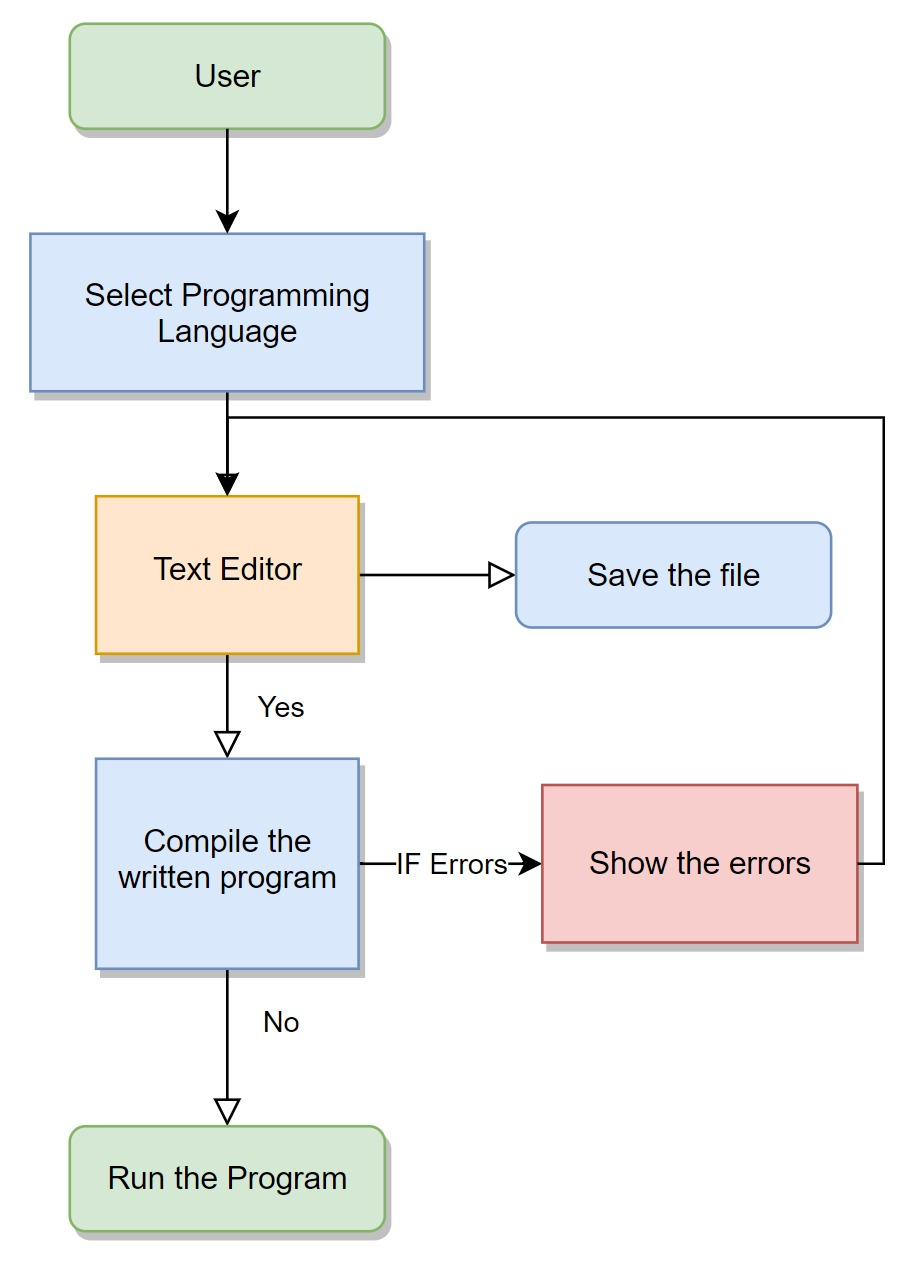 User
Select Programming
Language
Text Editor
Save the file
Yes
Compile the
written program
IF Errors
Show the errors
No
Run the Program